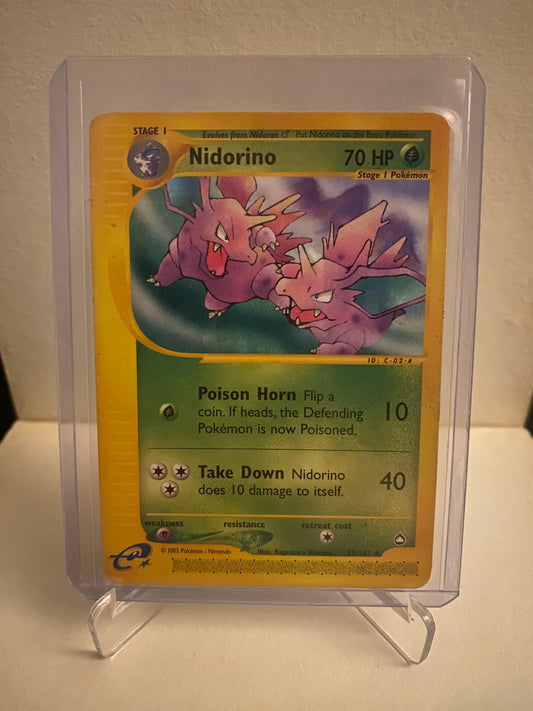 STAGE 1
Evolves from Nidoran ♂ Put Nidorino on the Basic Pokémon
Nidorino 70 HP
Stage 1 Pokémon
ID: C-02-#
Poison Horn Flip a
coin. If heads, the Defending 10
Pokémon is now Poisoned.
Take Down Nidorino 40
does 10 damage to itself.
weakness resistance retreat cost
© 2002 Pokémon / Nintendo Illus. Kagemaru Himeno /147
e